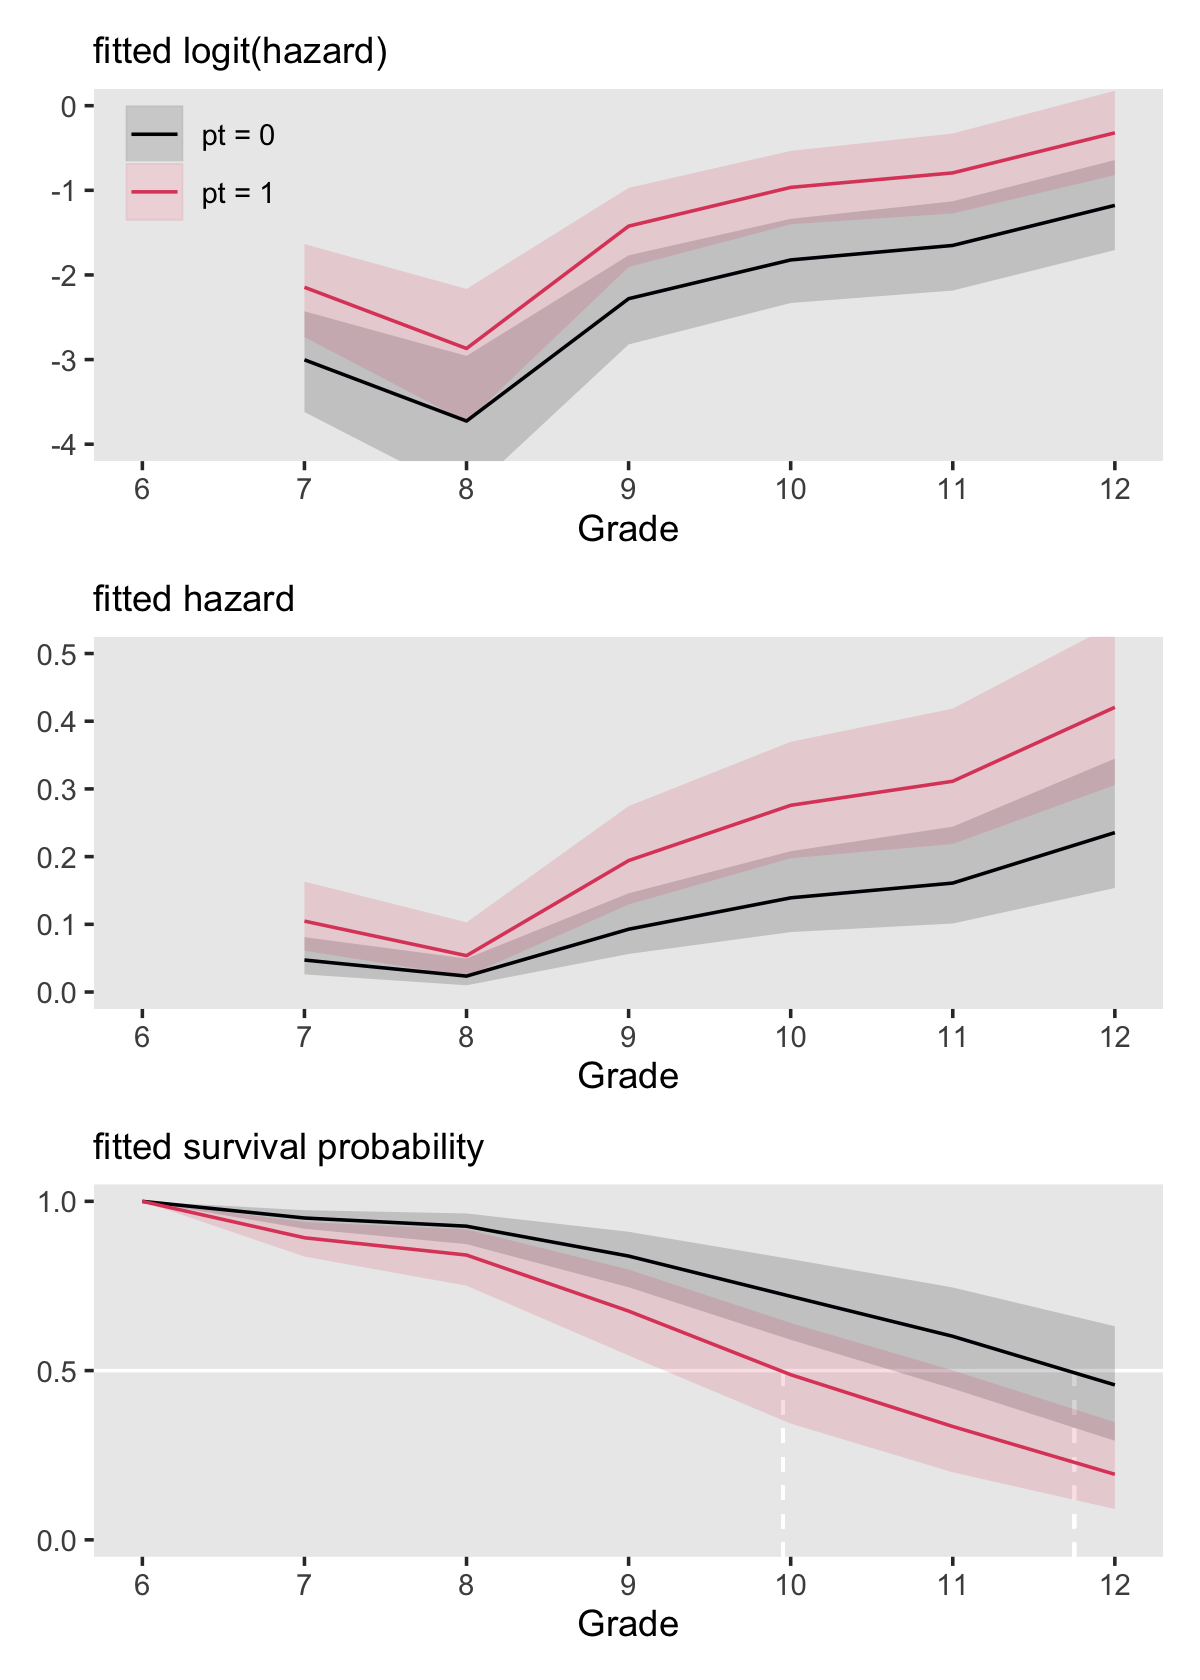 fitted logit(hazard)
0
-1
-2
-3
-4
pt = 0
pt = 1
6 7 8 9 10 11 12
Grade
fitted hazard
0.5
0.4
0.3
0.2
0.1
0.0
6 7 8 9 10 11 12
Grade
fitted survival probability
1.0
0.5
0.0
6 7 8 9 10 11 12
Grade